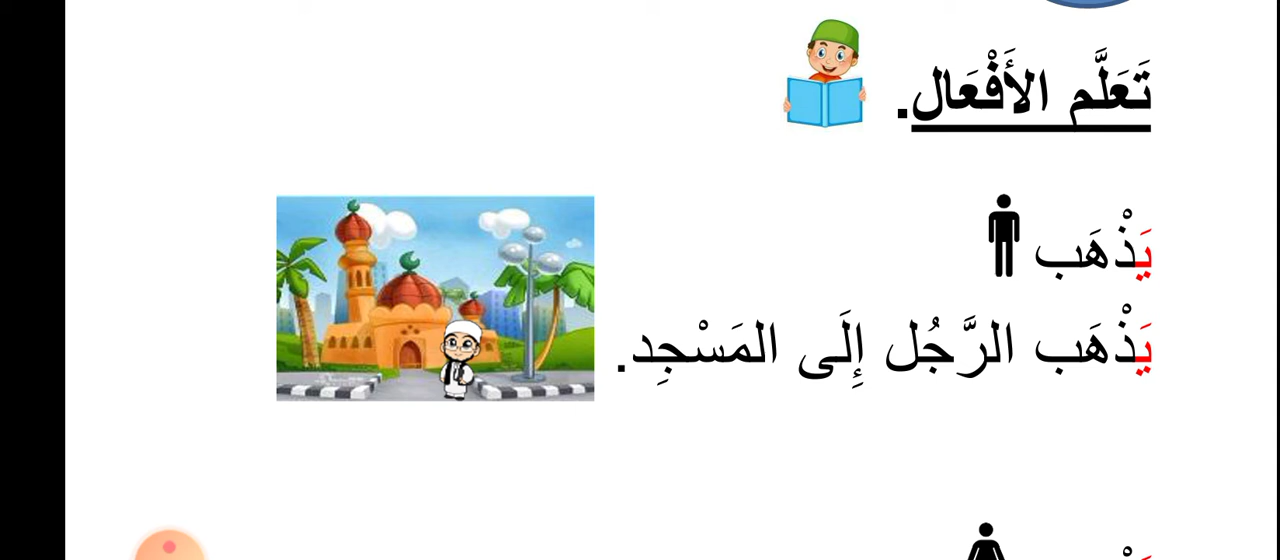 تَعَلَّم الأَفْعَال.
يَذْهَب
يَذْهَب الرَّجُل إِلَى المَسْجِد.